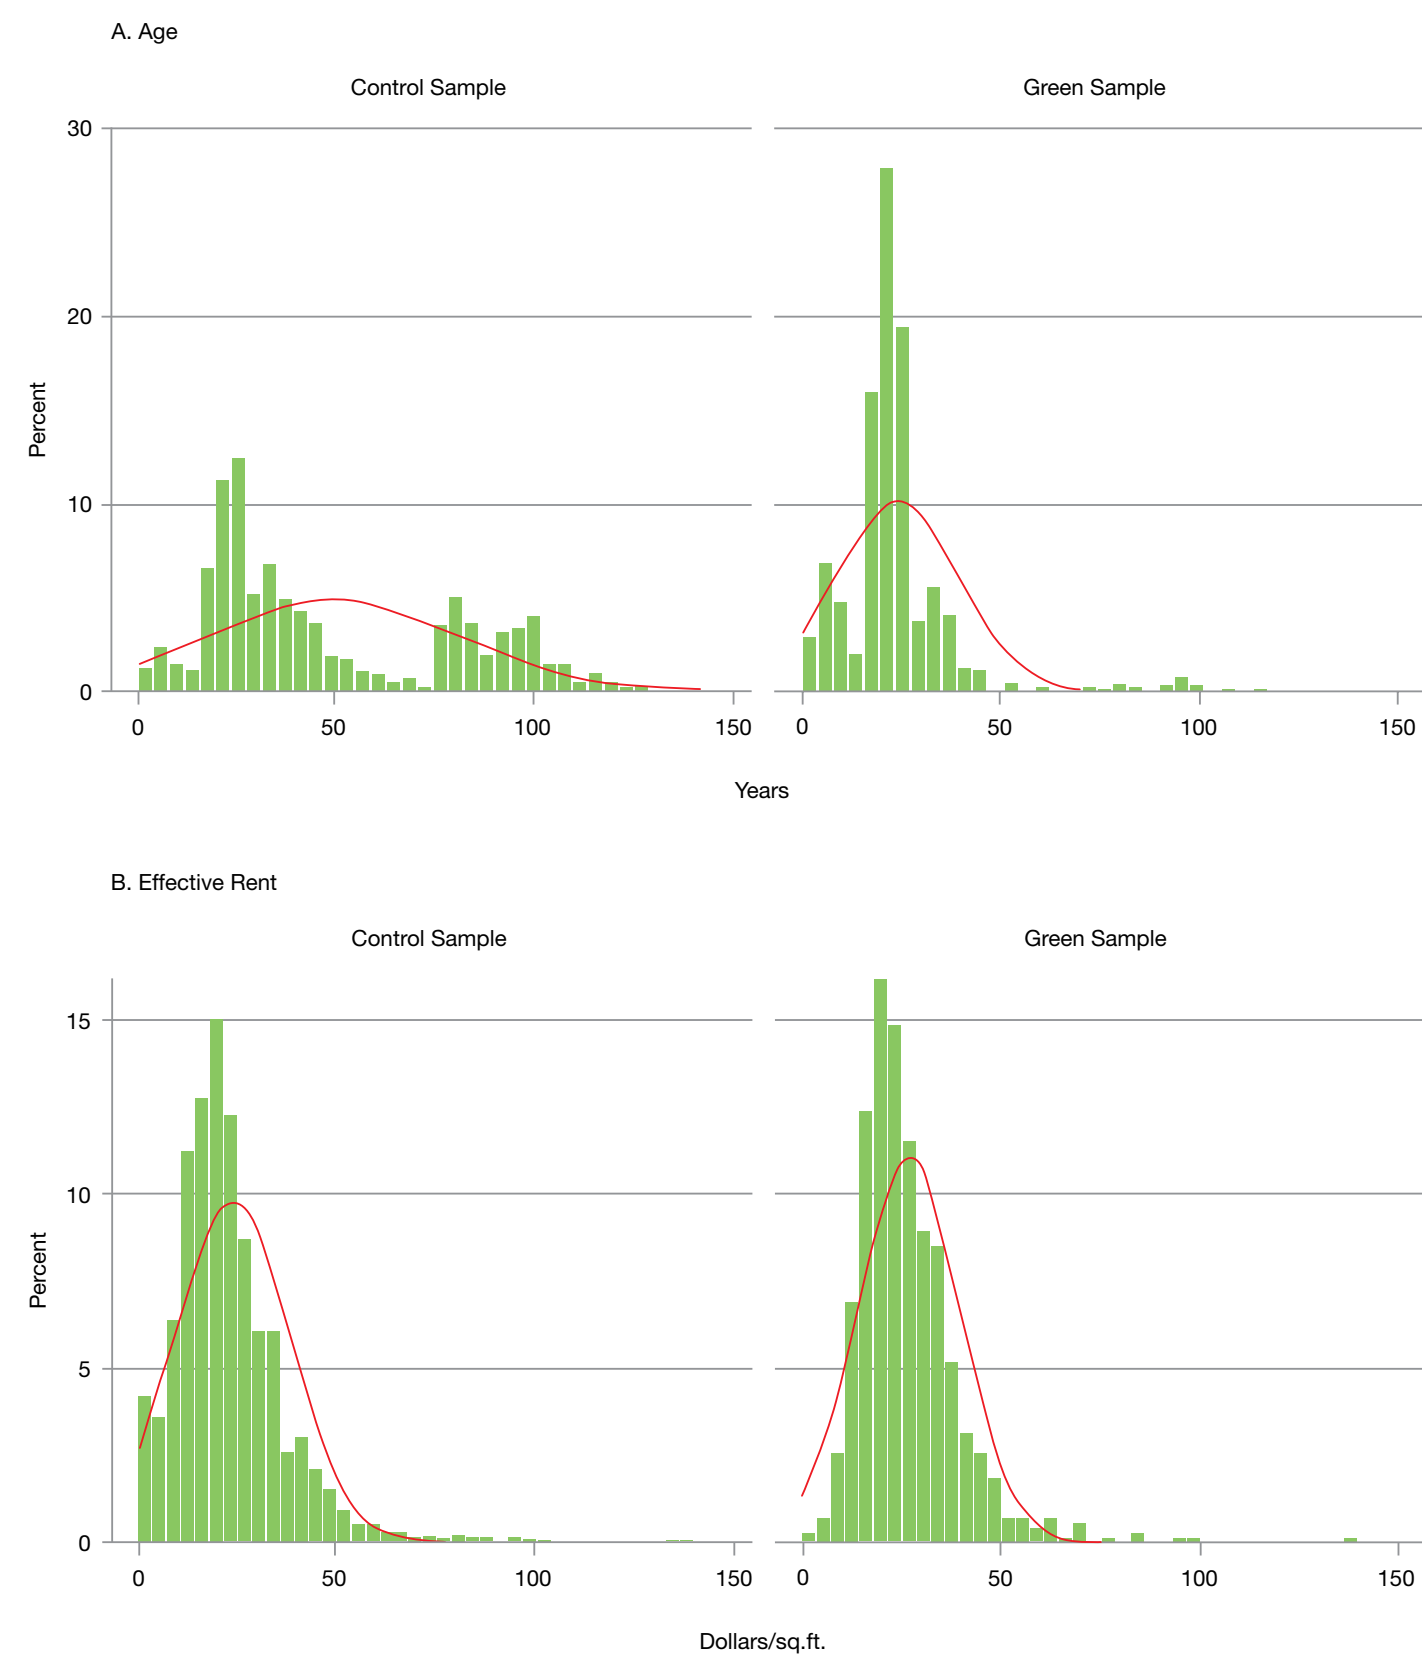 A. Age
Control Sample
Green Sample
30
20
10
0
Percent
0 50 100 150
0 50 100 150
Years
B. Effective Rent
Control Sample
Green Sample
15
10
5
0
Percent
0 50 100 150
0 50 100 150
Dollars/sq.ft.